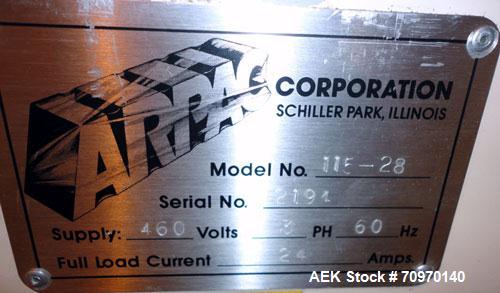 ARPAC
CORPORATION
SCHILLER PARK, ILLINOIS
Model No. 115-28
Serial No. 2194
Supply: 460 Volts 3 PH 60 Hz
Full Load Current 24 Amps.
AEK Stock #70970140